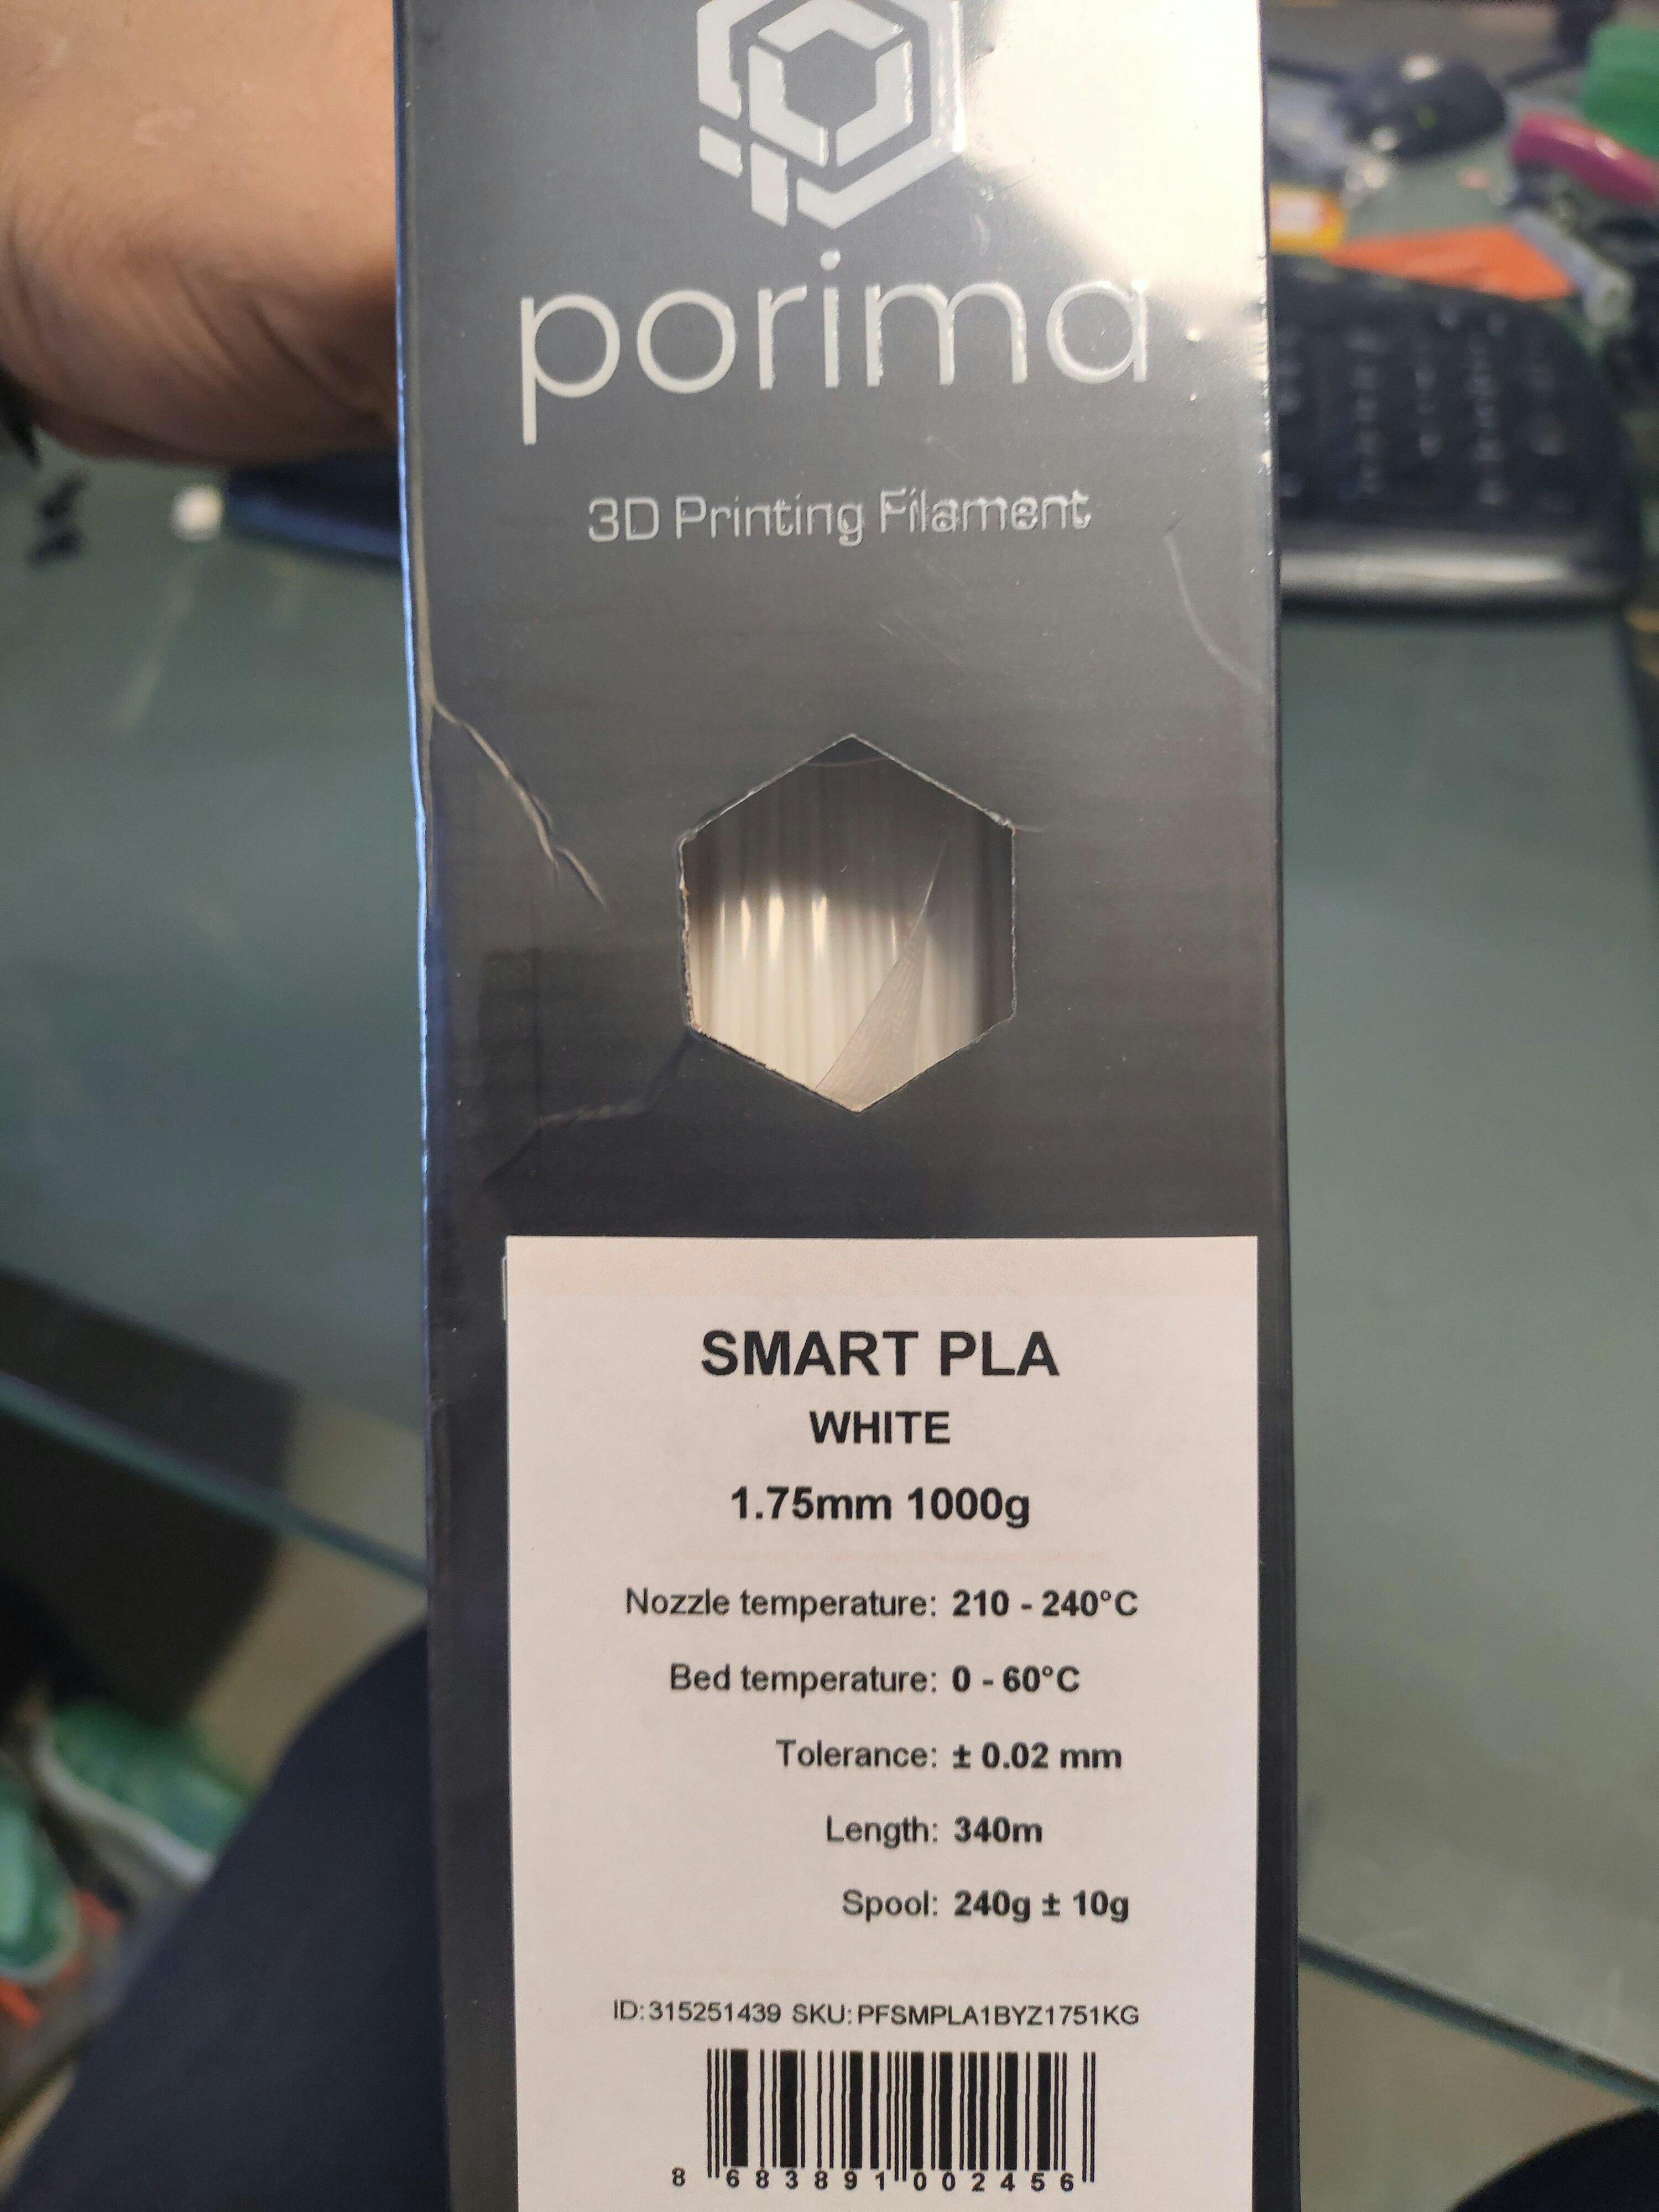 porima
3D Printing Filament
SMART PLA
WHITE
1.75mm 1000g
Nozzle temperature: 210 - 240°C
Bed temperature: 0 - 60°C
Tolerance: ± 0.02 mm
Length: 340m
Spool: 240g ± 10g
ID:315251439 SKU:PFSMPLA1BYZ1751KG
8 683891 002456